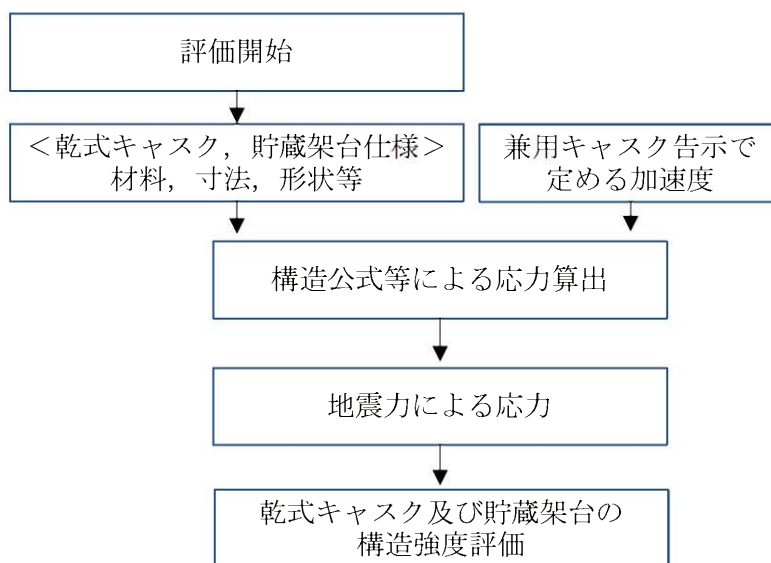 評価開始
＜乾式キャスク，貯蔵架台仕様＞
材料，寸法，形状等
兼用キャスク告示で
定める加速度
構造公式等による応力算出
地震力による応力
乾式キャスク及び貯蔵架台の
構造強度評価